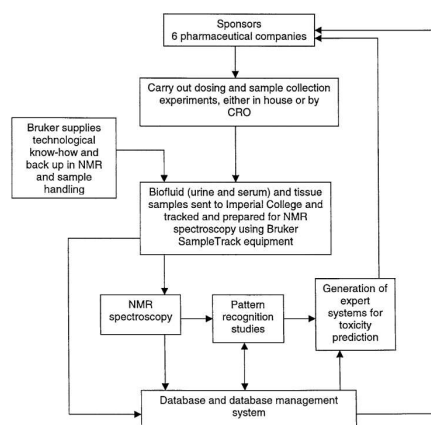 Sponsors
6 pharmaceutical companies
Carry out dosing and sample collection
experiments, either in house or by
CRO
Bruker supplies
technological
know-how and
back up in NMR
and sample
handling
Biofluid (urine and serum) and tissue
samples sent to Imperial College and
tracked and prepared for NMR
spectroscopy using Bruker
SampleTrack equipment
NMR
spectroscopy
Pattern
recognition
studies
Generation of
expert
systems for
toxicity
prediction
Database and database management
system